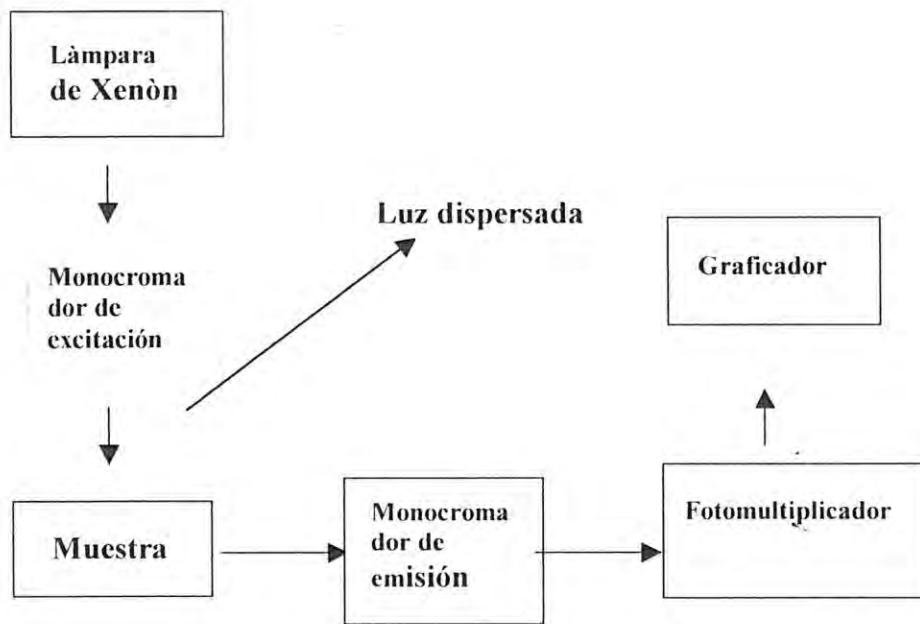 Làmpara
de Xenòn
Luz dispersada
Monocroma
dor de
excitación
Graficador
Muestra
Monocroma
dor de
emisión
Fotomultiplicador